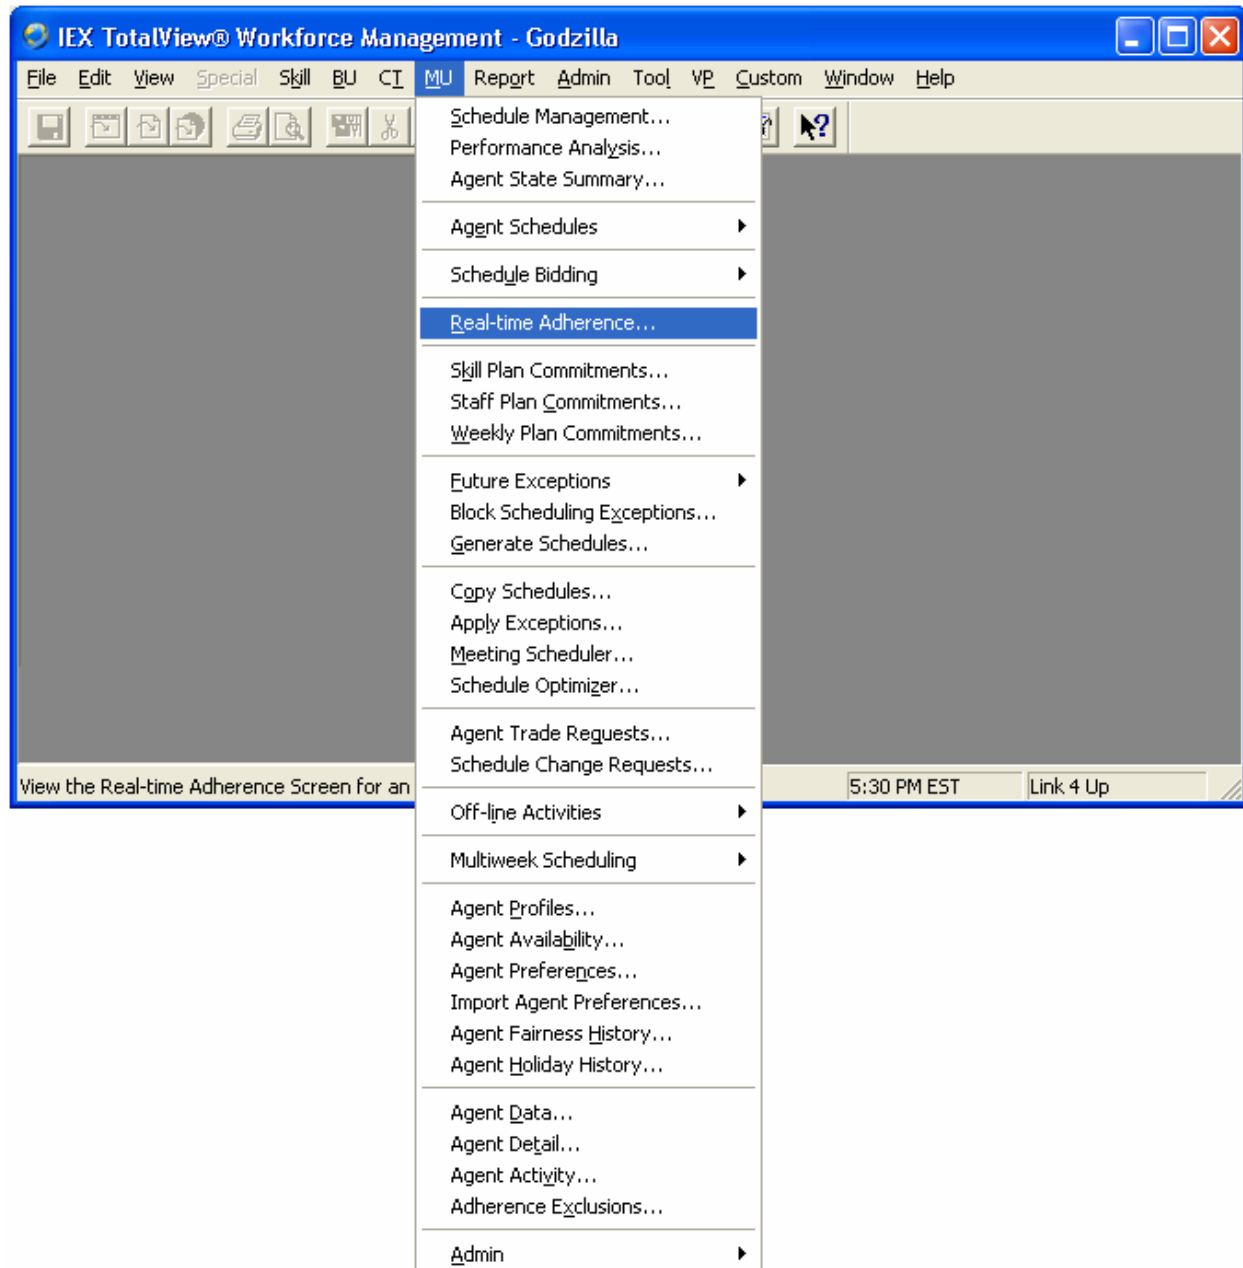 IEX TotalView® Workforce Management - Godzilla
File Edit View Special Skill BU CT MU Report Admin Tool VP Custom Window Help
Schedule Management...
Performance Analysis...
Agent State Summary...
Agent Schedules
Schedule Bidding
Real-time Adherence...
Skill Plan Commitments...
Staff Plan Commitments...
Weekly Plan Commitments...
Future Exceptions
Block Scheduling Exceptions...
Generate Schedules...
Copy Schedules...
Apply Exceptions...
Meeting Scheduler...
Schedule Optimizer...
Agent Trade Requests...
Schedule Change Requests...
View the Real-time Adherence Screen for an 5:30 PM EST Link 4 Up
Off-line Activities
Multiweek Scheduling
Agent Profiles...
Agent Availability...
Agent Preferences...
Import Agent Preferences...
Agent Fairness History...
Agent Holiday History...
Agent Data...
Agent Detail...
Agent Activity...
Adherence Exclusions...
Admin